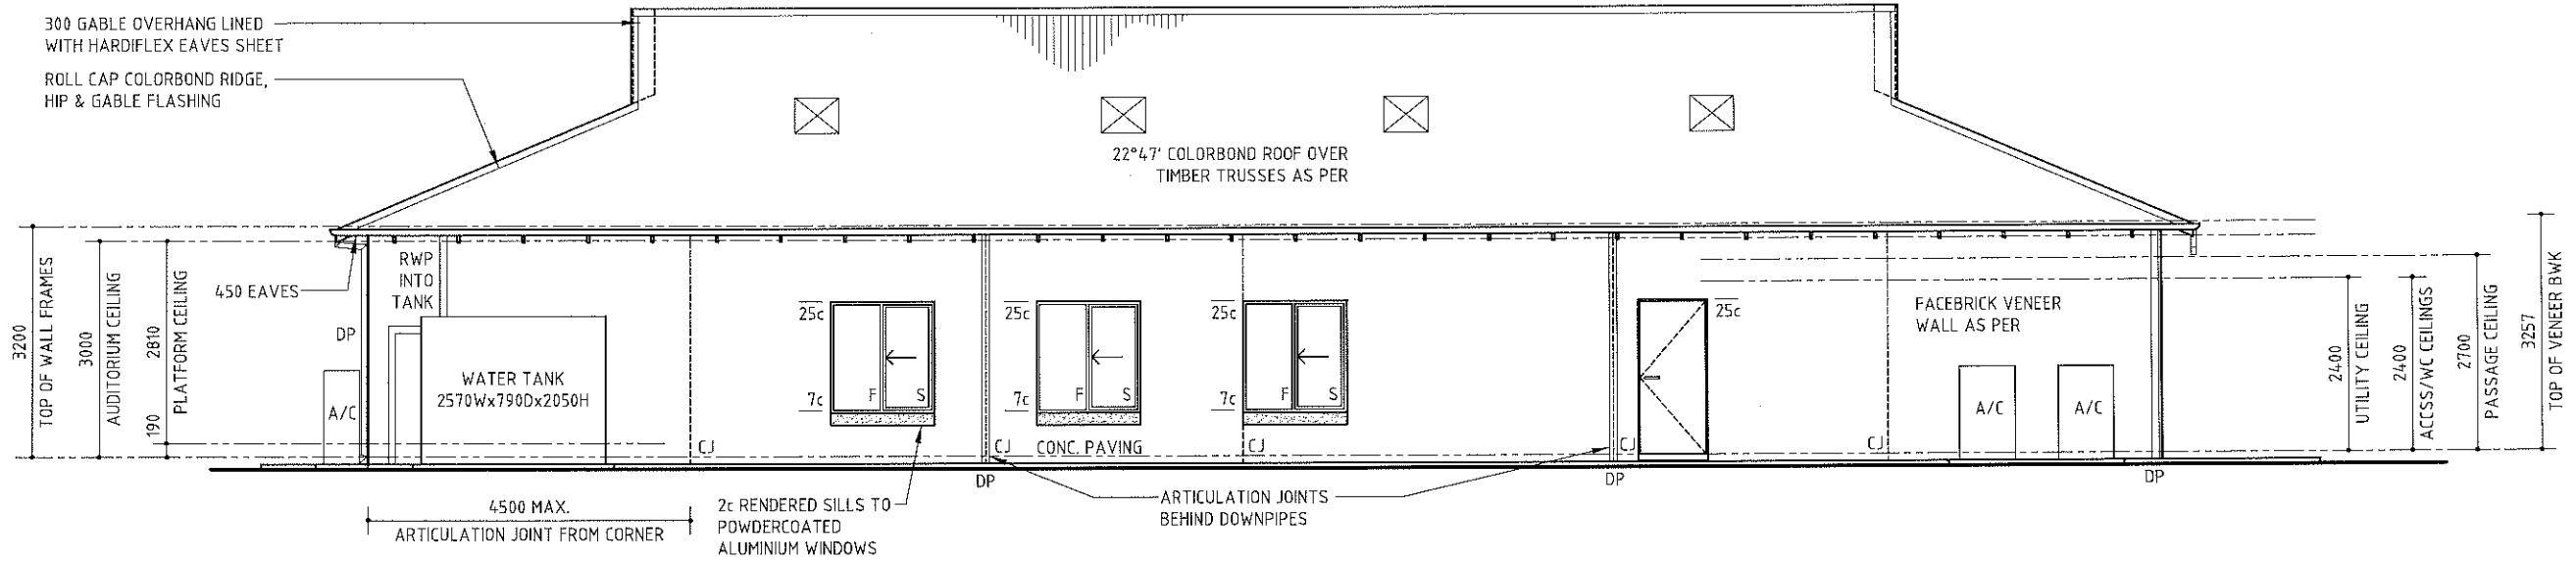 300 GABLE OVERHANG LINED
WITH HARDIFLEX EAVES SHEET
ROLL CAP COLORBOND RIDGE,
HIP & GABLE FLASHING
22°47' COLORBOND ROOF OVER
TIMBER TRUSSES AS PER
3200
TOP OF WALL FRAMES
3000
AUDITORIUM CEILING
190
2810
PLATFORM CEILING
450 EAVES
DP
A/C
RWP
INTO
TANK
WATER TANK
2570Wx790Dx2050H
CJ
25c
7c
F
S
CJ
25c
7c
F
S
CONC. PAVING
25c
7c
F
S
CJ
CJ
25c
CJ
FACEBRICK VENEER
WALL AS PER
A/C
A/C
2400
UTILITY CEILING
2400
ACCSS/WC CEILINGS
2700
PASSAGE CEILING
3257
TOP OF VENEER BWK
DP
DP
DP
4500 MAX.
ARTICULATION JOINT FROM CORNER
2c RENDERED SILLS TO
POWDERCOATED
ALUMINIUM WINDOWS
ARTICULATION JOINTS
BEHIND DOWNPIPES